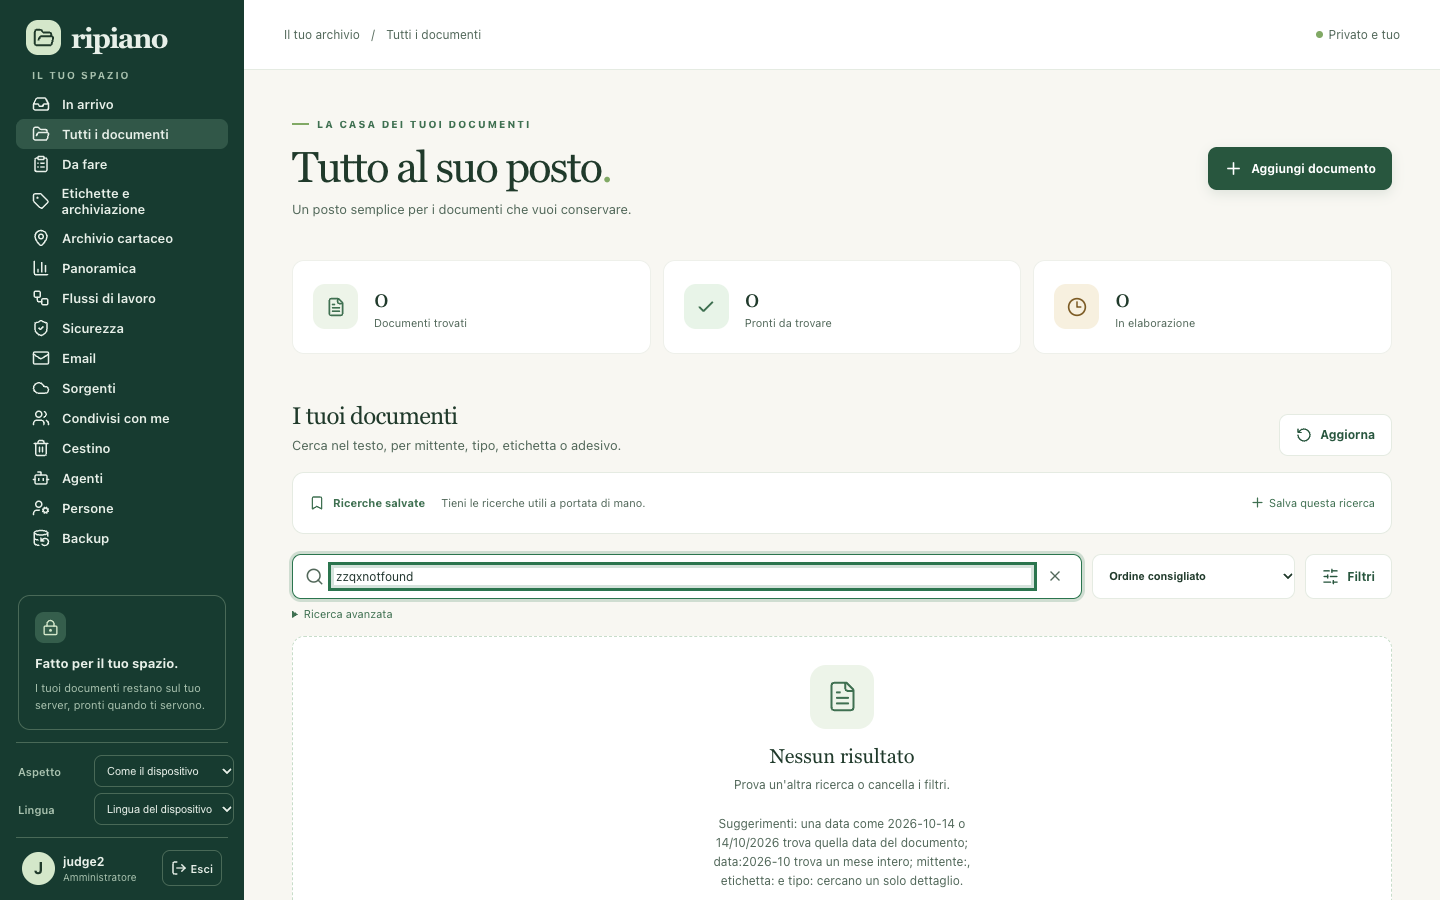 ripiano
IL TUO SPAZIO
In arrivo
Tutti i documenti
Da fare
Etichette e
archiviazione
Archivio cartaceo
Panoramica
Flussi di lavoro
Sicurezza
Email
Sorgenti
Condivisi con me
Cestino
Agenti
Persone
Backup
Fatto per il tuo spazio.
I tuoi documenti restano sul tuo
server, pronti quando ti servono.
Aspetto
Come il dispositivo
Lingua
Lingua del dispositivo
J
judge2
Amministratore
Esci
Il tuo archivio / Tutti i documenti
Privato e tuo
LA CASA DEI TUOI DOCUMENTI
Tutto al suo posto.
Un posto semplice per i documenti che vuoi conservare.
Aggiungi documento
0
Documenti trovati
0
Pronti da trovare
0
In elaborazione
I tuoi documenti
Cerca nel testo, per mittente, tipo, etichetta o adesivo.
Aggiorna
Ricerche salvate
Tieni le ricerche utili a portata di mano.
Salva questa ricerca
zzqxnotfound
Ordine consigliato
Filtri
Ricerca avanzata
Nessun risultato
Prova un'altra ricerca o cancella i filtri.
Suggerimenti: una data come 2026-10-14 o
14/10/2026 trova quella data del documento;
data:2026-10 trova un mese intero; mittente:,
etichetta: e tipo: cercano un solo dettaglio.